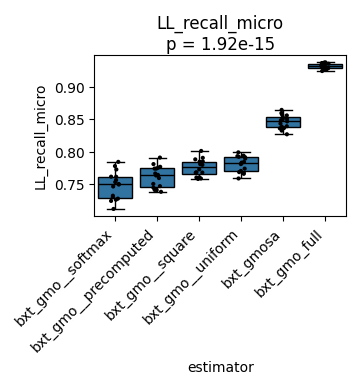 LL_recall_micro
p = 1.92e-15
LL_recall_micro
0.90
0.85
0.80
0.75
bxt_gmo__softmax
bxt_gmo__precomputed
bxt_gmo__square
bxt_gmo__uniform
bxt_gmosa
bxt_gmo_full
estimator